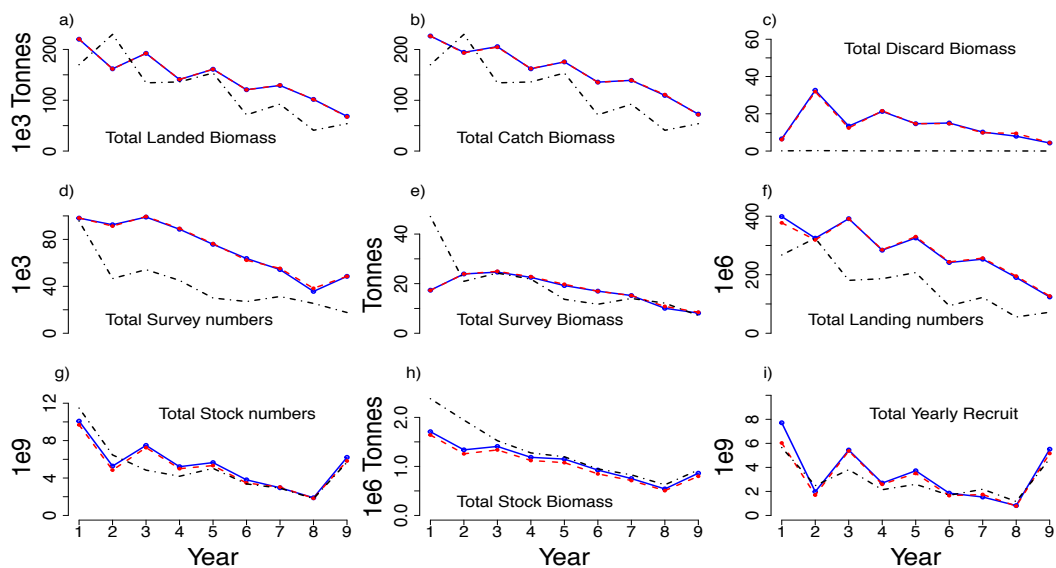 a)
1e3 Tonnes
0
100
200
Total Landed Biomass
b)
0
100
200
Total Catch Biomass
c)
0
20
40
60
Total Discard Biomass
d)
1e3
0
40
80
Total Survey numbers
e)
Tonnes
0
20
40
Total Survey Biomass
f)
1e6
0
200
400
Total Landing numbers
g)
1e9
0
4
8
12
Total Stock numbers
1 2 3 4 5 6 7 8 9
Year
h)
1e6 Tonnes
0.0
1.0
2.0
Total Stock Biomass
1 2 3 4 5 6 7 8 9
Year
i)
1e9
0
2
4
6
8
Total Yearly Recruit
1 2 3 4 5 6 7 8 9
Year